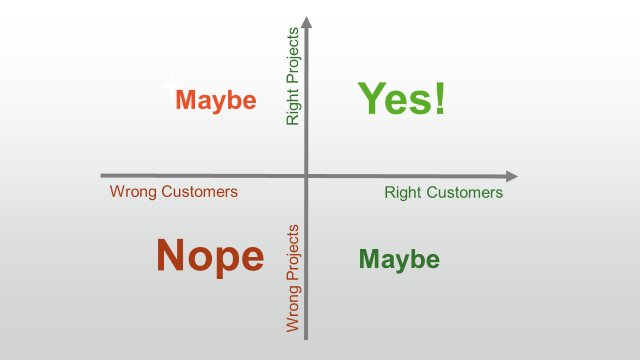 Right Projects
Maybe
Yes!
Wrong Customers
Right Customers
Wrong Projects
Nope
Maybe